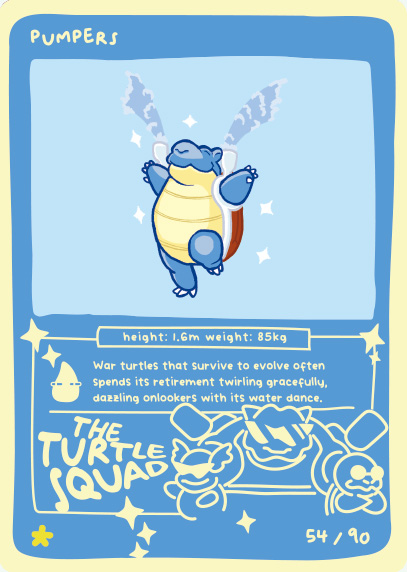 PUMPERS
height: 1.6m weight: 85kg
War turtles that survive to evolve often
spends its retirement twirling gracefully,
dazzling onlookers with its water dance.
THE
TURTLE
SQUAD
54 / 90